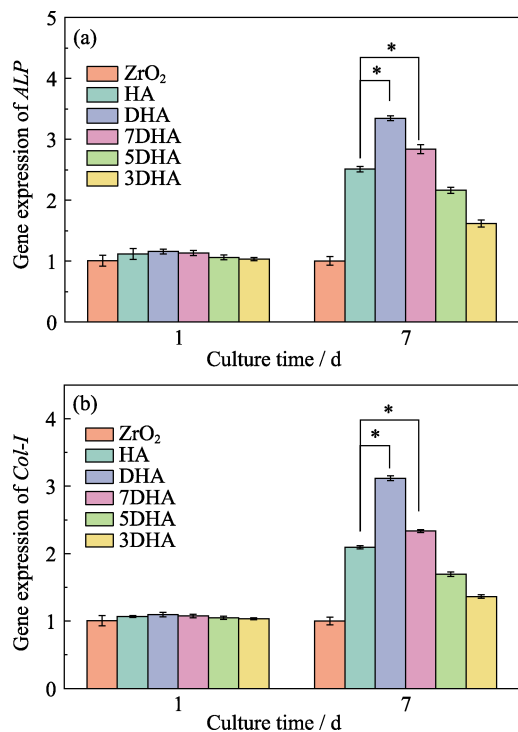 (a)
ZrO₂
HA
DHA
7DHA
5DHA
3DHA
*
*
Gene expression of ALP
5
4
3
2
1
0
1
7
Culture time / d
(b)
ZrO₂
HA
DHA
7DHA
5DHA
3DHA
*
*
Gene expression of Col-I
4
3
2
1
0
1
7
Culture time / d